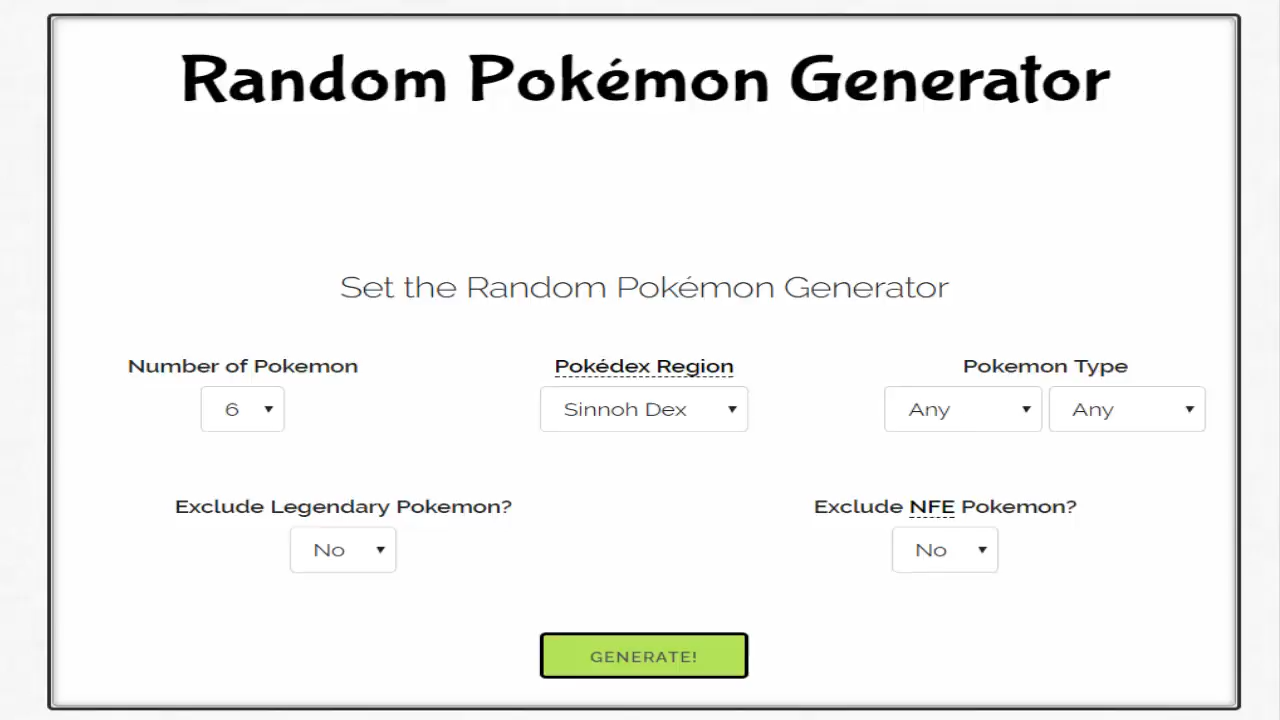 Random Pokémon Generator
Set the Random Pokémon Generator
Number of Pokemon Pokédex Region Pokemon Type
6 Sinnoh Dex Any Any
Exclude Legendary Pokemon? Exclude NFE Pokemon?
No No
GENERATE!